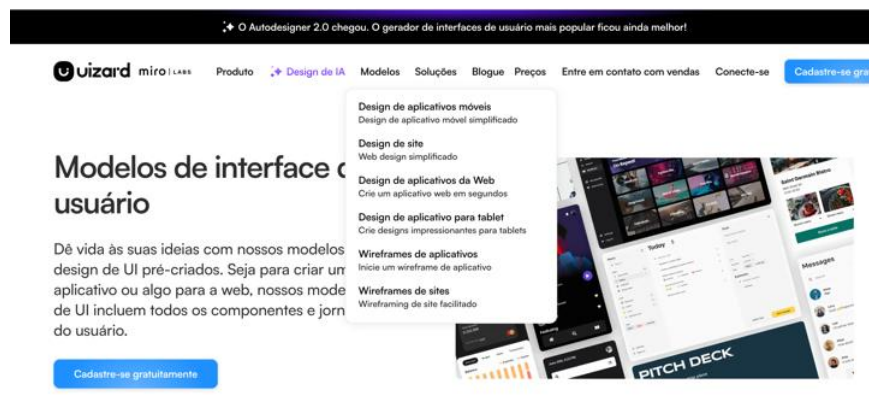 O Autodesigner 2.0 chegou. O gerador de interfaces de usuário mais popular ficou ainda melhor!
uizard miro | LABS Produto Design de IA Modelos Soluções Blogue Preços Entre em contato com vendas Conecte-se Cadastre-se gra
Design de aplicativos móveis
Design de aplicativo móvel simplificado
Design de site
Web design simplificado
Design de aplicativos da Web
Crie um aplicativo web em segundos
Design de aplicativo para tablet
Crie designs impressionantes para tablets
Wireframes de aplicativos
Inicie um wireframe de aplicativo
Wireframes de sites
Wireframing de site facilitado
Modelos de interface
usuário
Dê vida às suas ideias com nossos modelos
design de UI pré-criados. Seja para criar um
aplicativo ou algo para a web, nossos mode
de UI incluem todos os componentes e jorn
do usuário.
Cadastre-se gratuitamente
Today
Messages
PITCH DECK